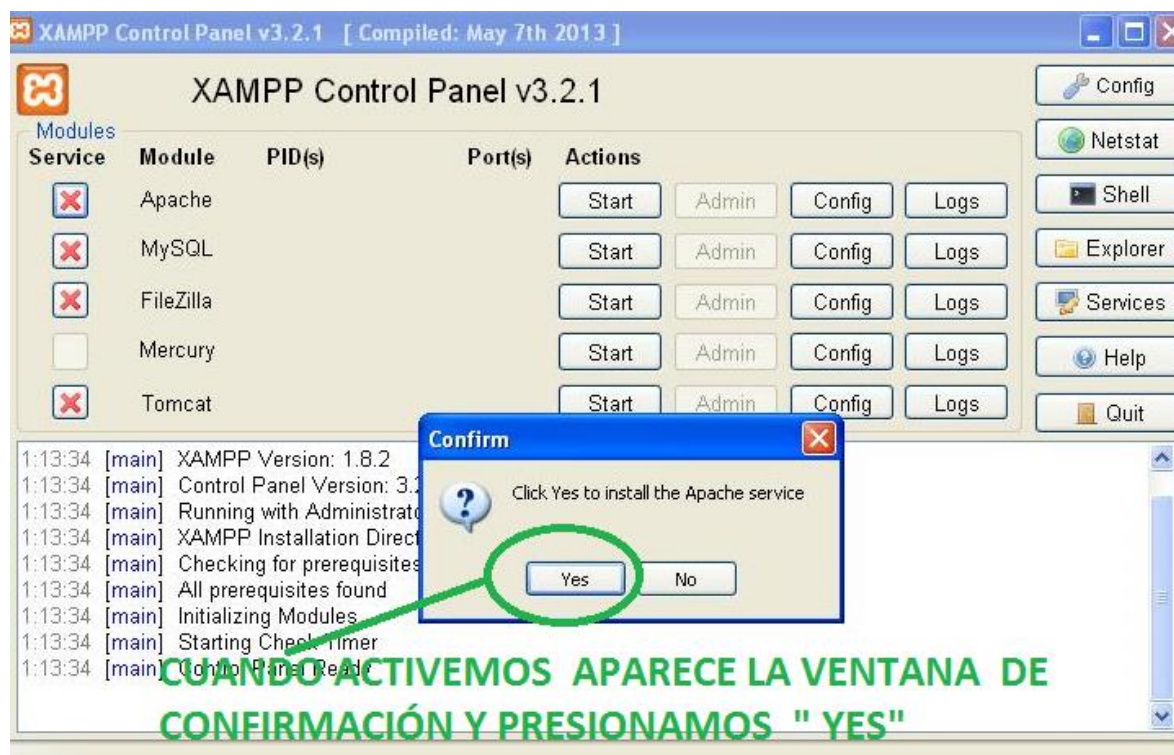 XAMPP Control Panel v3.2.1 [ Compiled: May 7th 2013 ]
XAMPP Control Panel v3.2.1
Config
Modules
Service Module PID(s) Port(s) Actions
Netstat
Apache Start Admin Config Logs
Shell
MySQL Start Admin Config Logs
Explorer
FileZilla Start Admin Config Logs
Services
Mercury Start Admin Config Logs
Help
Tomcat Start Admin Config Logs
Quit
Confirm
Click Yes to install the Apache service
Yes No
1:13:34 [main] XAMPP Version: 1.8.2
1:13:34 [main] Control Panel Version: 3.2
1:13:34 [main] Running with Administrato
1:13:34 [main] XAMPP Installation Direct
1:13:34 [main] Checking for prerequisites
1:13:34 [main] All prerequisites found
1:13:34 [main] Initializing Modules
1:13:34 [main] Starting Check-Timer
1:13:34 [main] Control Panel Ready
CUANDO ACTIVEMOS APARECE LA VENTANA DE
CONFIRMACIÓN Y PRESIONAMOS " YES"